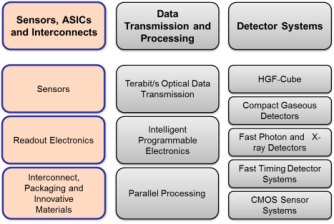 Sensors, ASICs
and Interconnects
Data
Transmission and
Processing
Detector Systems
Sensors
Readout Electronics
Interconnect,
Packaging and
Innovative
Materials
Terabit/s Optical Data
Transmission
Intelligent
Programmable
Electronics
Parallel Processing
HGF-Cube
Compact Gaseous
Detectors
Fast Photon and X-
ray Detectors
Fast Timing Detector
Systems
CMOS Sensor
Systems